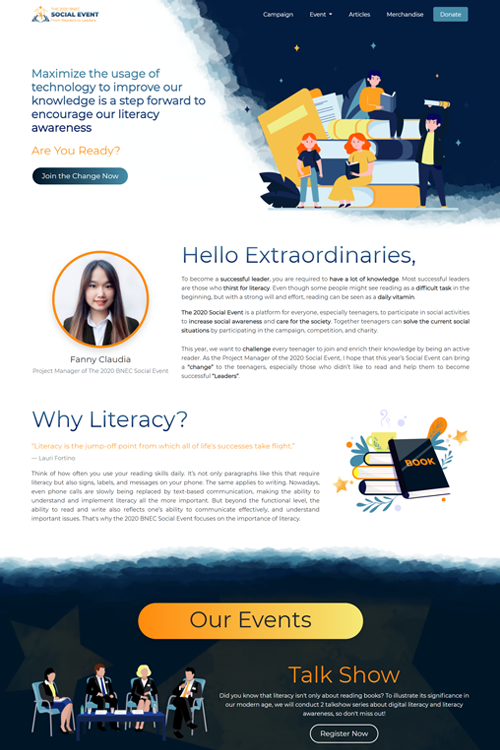 THE 2020 BNEC
SOCIAL EVENT
From Readers to Leaders
Campaign
Event
Articles
Merchandise
Donate
Maximize the usage of
technology to improve our
knowledge is a step forward to
encourage our literacy
awareness
Are You Ready?
Join the Change Now
Hello Extraordinaries,
To become a successful leader, you are required to have a lot of knowledge. Most successful leaders
are those who thirst for literacy. Even though some people might see reading as a difficult task in the
beginning, but with a strong will and effort, reading can be seen as a daily vitamin.
The 2020 Social Event is a platform for everyone, especially teenagers, to participate in social activities
to increase social awareness and care for the society. Together teenagers can solve the current social
situations by participating in the campaign, competition, and charity.
This year, we want to challenge every teenager to join and enrich their knowledge by being an active
reader. As the Project Manager of the 2020 Social Event, I hope that this year's Social Event can bring
a "change" to the teenagers, especially those who didn't like to read and help them to become
successful "Leaders".
Fanny Claudia
Project Manager of The 2020 BNEC Social Event
Why Literacy?
"Literacy is the jump-off point from which all of life's successes take flight."
— Lauri Fortino
Think of how often you use your reading skills daily. It's not only paragraphs like this that require
literacy but also signs, labels, and messages on your phone. The same applies to writing. Nowadays,
even phone calls are slowly being replaced by text-based communication, making the ability to
understand and implement literacy all the more important. But beyond the functional level, the
ability to read and write also reflects one's ability to communicate effectively, and understand
important issues. That's why the 2020 BNEC Social Event focuses on the importance of literacy.
BOOK
Our Events
Talk Show
Did you know that literacy isn't only about reading books? To illustrate its significance in
our modern age, we will conduct 2 talkshow series about digital literacy and literacy
awareness, so don't miss out!
Register Now